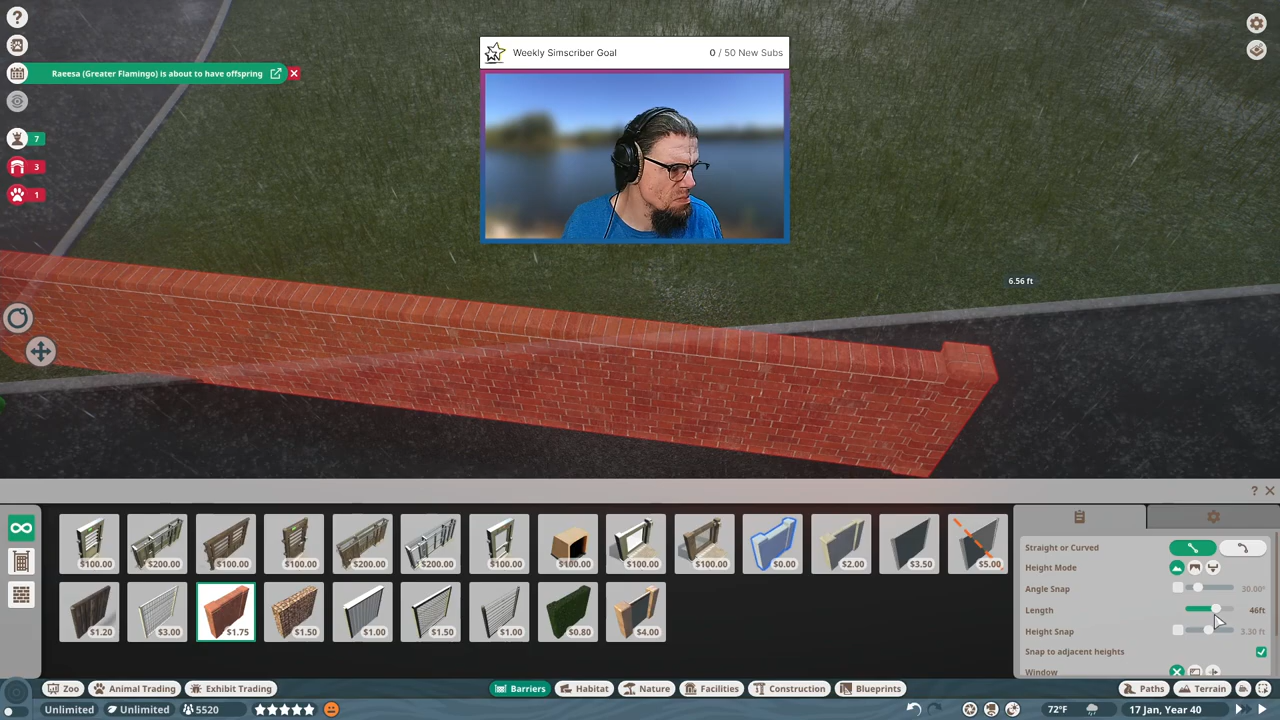 ?
Weekly Simscriber Goal 0 / 50 New Subs
Raeesa (Greater Flamingo) is about to have offspring
7
3
1
6.56 ft
?
$100.00 $200.00 $100.00 $100.00 $200.00 $200.00 $100.00 $100.00 $100.00 $100.00 $0.00 $2.00 $3.50 $5.00
$1.20 $3.00 $1.75 $1.50 $1.00 $1.50 $1.00 $0.80 $4.00
Straight or Curved
Height Mode
Angle Snap 30.00°
Length 46ft
Height Snap 3.30 ft
Snap to adjacent heights
Window
Zoo Animal Trading Exhibit Trading Barriers Habitat Nature Facilities Construction Blueprints Paths Terrain
Unlimited Unlimited 5520 72°F 17 Jan, Year 40